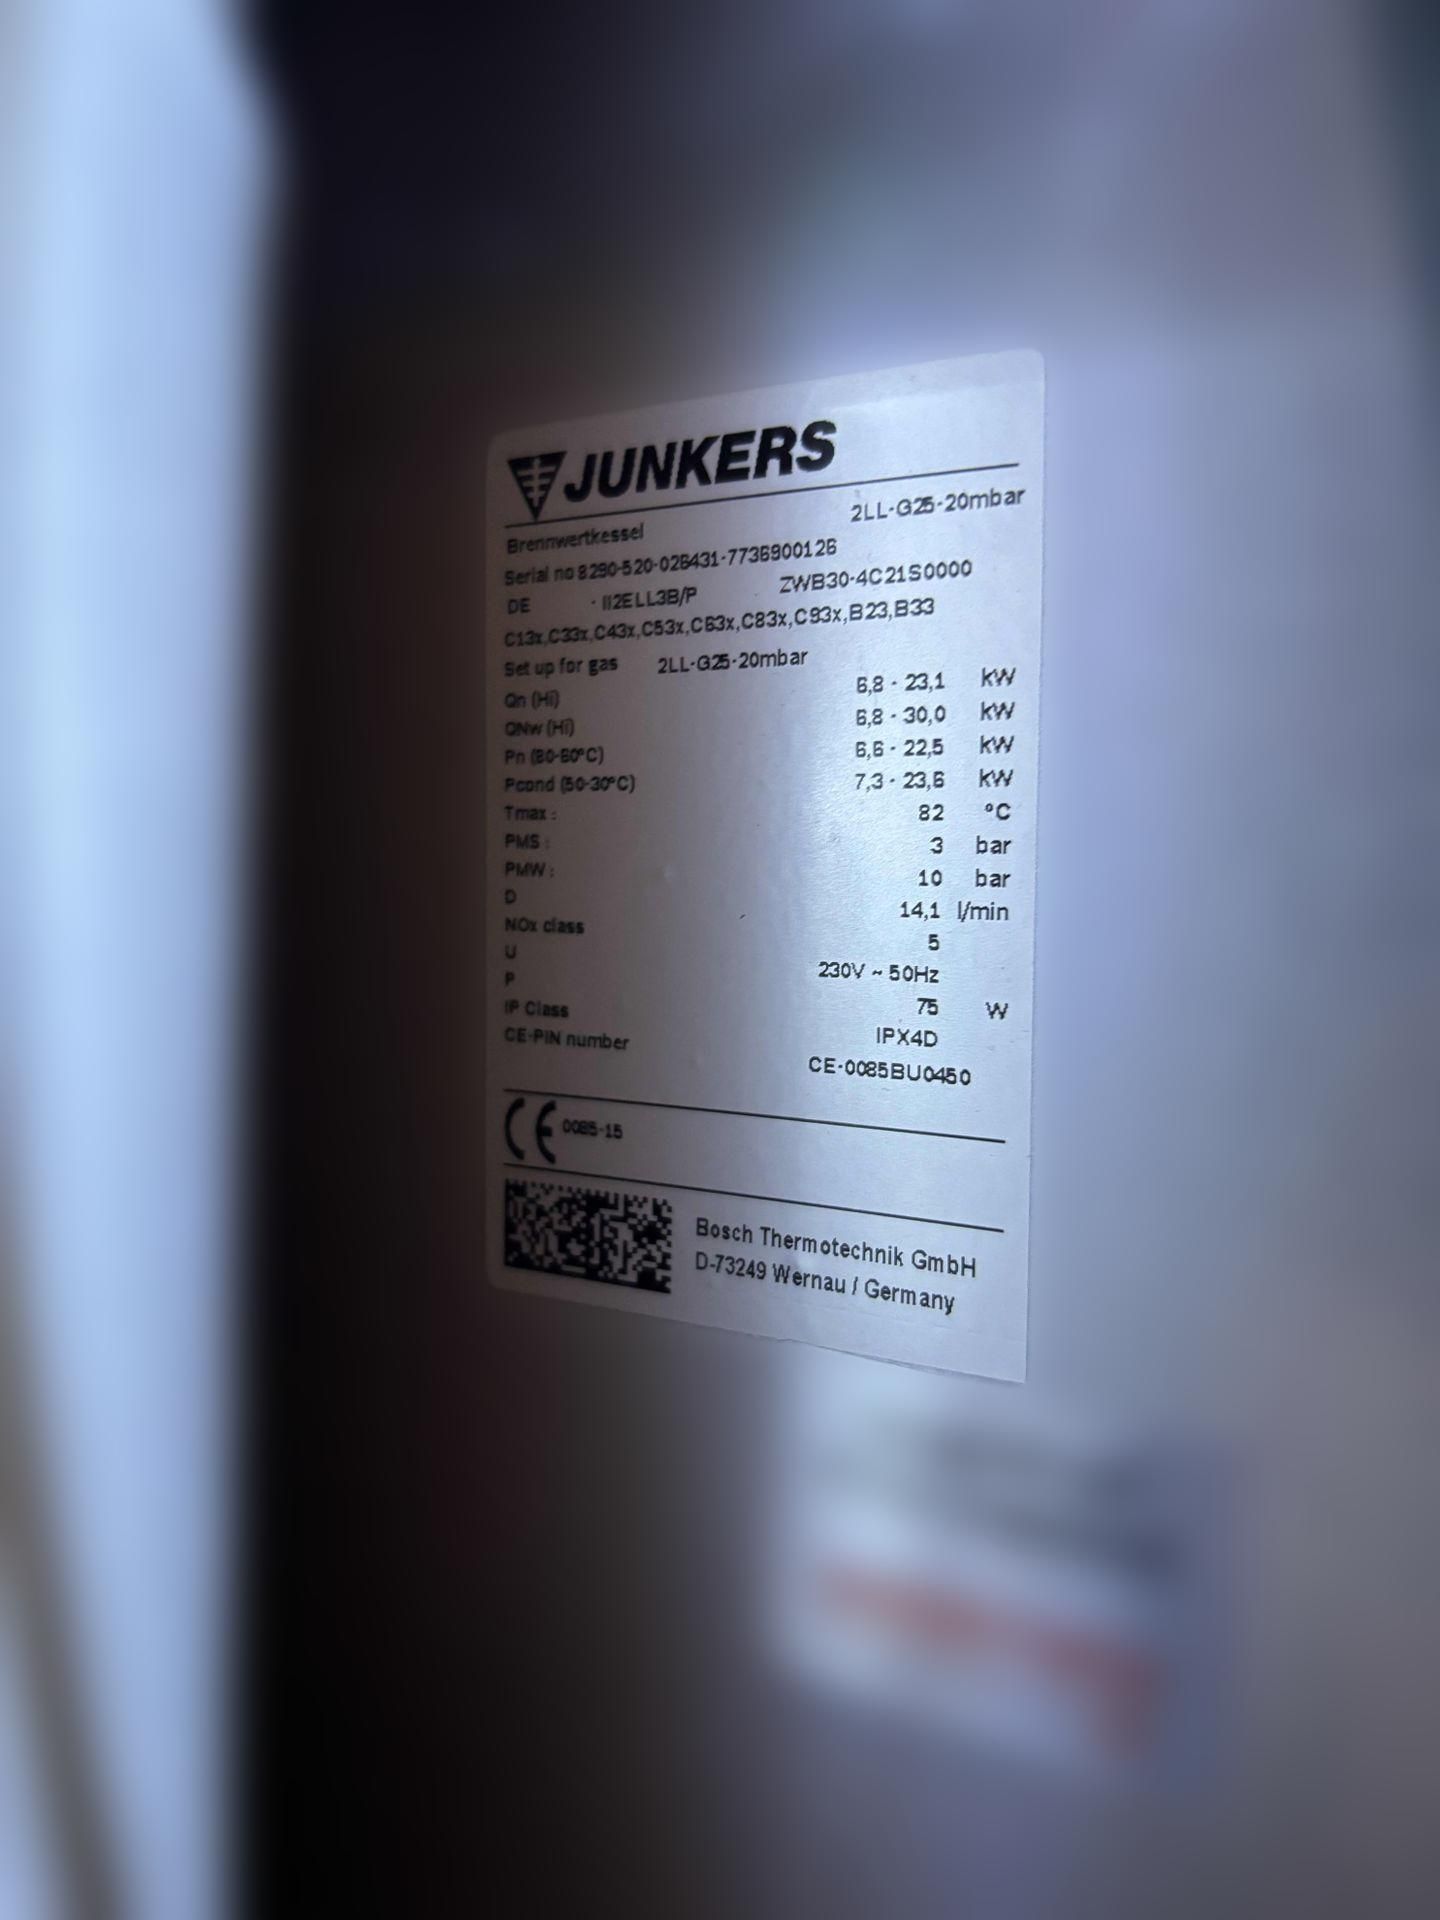 JUNKERS
2LL-G25-20mbar
Brennwertkessel
Serial no 8290-520-026431-7736900126
DE · II2ELL3B/P ZWB30-4C21S0000
C13x,C33x,C43x,C53x,C63x,C83x,C93x,B23,B33
Set up for gas 2LL-G25-20mbar
Qn (Hi) 6,8 - 23,1 kW
QNw (Hi) 6,8 - 30,0 kW
Pn (80-60°C) 6,6 - 22,5 kW
Pcond (50-30°C) 7,3 - 23,6 kW
Tmax : 82 °C
PMS : 3 bar
PMW : 10 bar
D 14,1 l/min
NOx class 5
U 230V ~ 50Hz
P 75 W
IP Class IPX4D
CE-PIN number CE-0085BU0450
CE 0085-15
Bosch Thermotechnik GmbH
D-73249 Wernau / Germany